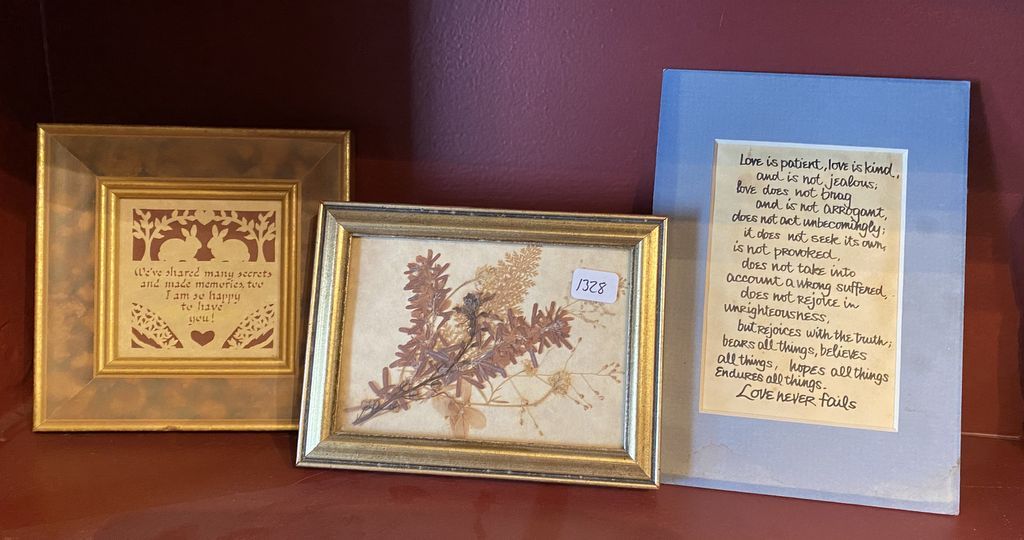 We've shared many secrets
and made memories, too
I am so happy
to have
you!
1328
Love is patient, love is kind,
and is not jealous;
love does not brag
and is not arrogant,
does not act unbecomingly;
it does not seek its own,
is not provoked,
does not take into
account a wrong suffered,
does not rejoice in
unrighteousness,
but rejoices with the truth;
bears all things, believes
all things, hopes all things
Endures all things.
Love never fails